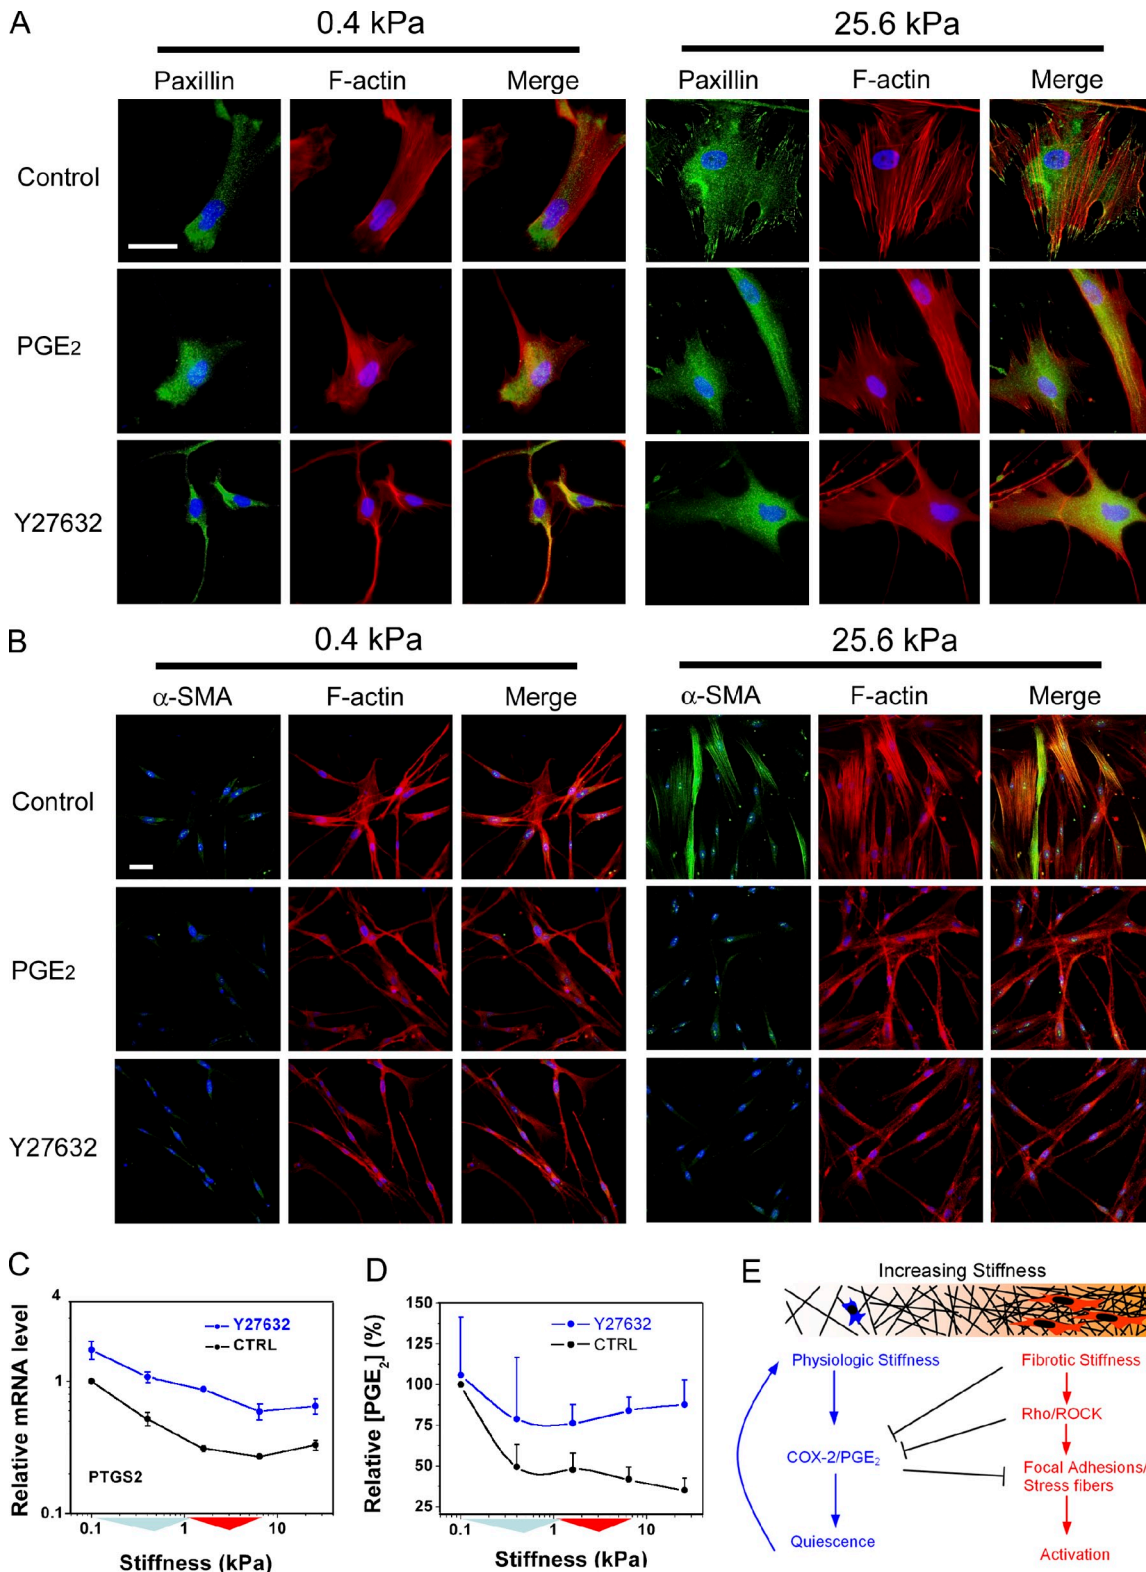 A
0.4 kPa
25.6 kPa
Paxillin
F-actin
Merge
Paxillin
F-actin
Merge
Control
PGE2
Y27632
B
0.4 kPa
25.6 kPa
α-SMA
F-actin
Merge
α-SMA
F-actin
Merge
Control
PGE2
Y27632
C
Relative mRNA level
4
1
0.1
Y27632
CTRL
PTGS2
0.1
1
10
Stiffness (kPa)
D
Relative [PGE2] (%)
150
125
100
75
50
25
Y27632
CTRL
0.1
1
10
Stiffness (kPa)
E
Increasing Stiffness
Physiologic Stiffness
Fibrotic Stiffness
Rho/ROCK
COX-2/PGE2
Focal Adhesions/
Stress fibers
Quiescence
Activation